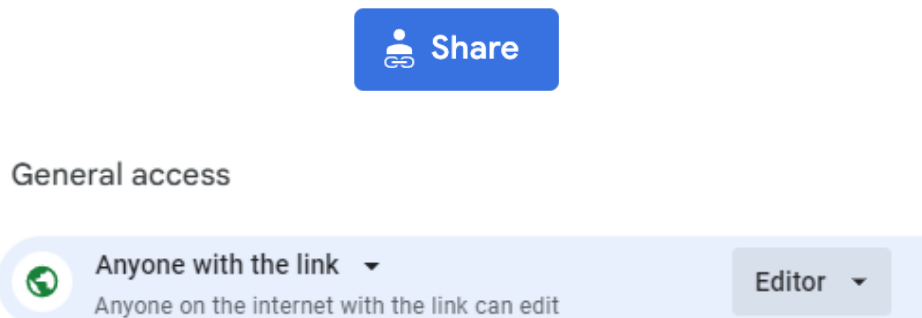 Share
General access
Anyone with the link
Editor
Anyone on the internet with the link can edit